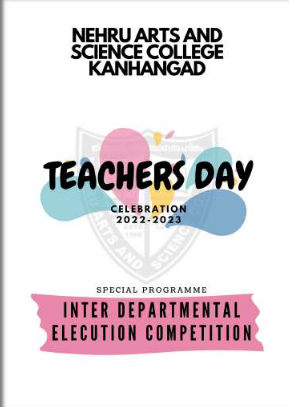 NEHRU ARTS AND
SCIENCE COLLEGE
KANHANGAD
TEACHERS DAY
CELEBRATION
2022-2023
SPECIAL PROGRAMME
INTER DEPARTMENTAL
ELECUTION COMPETITION